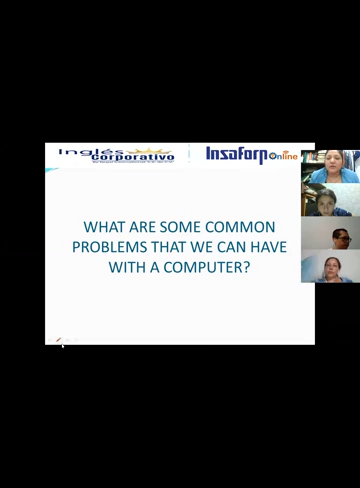 Inglés
Corporativo
Insaforp Online
WHAT ARE SOME COMMON
PROBLEMS THAT WE CAN HAVE
WITH A COMPUTER?